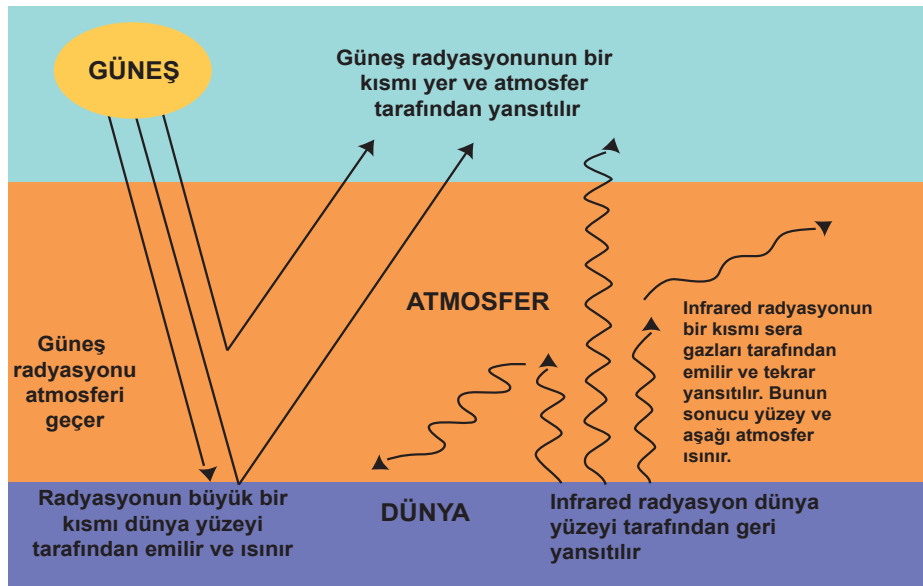 GÜNEŞ
Güneş radyasyonunun bir
kısmı yer ve atmosfer
tarafından yansıtılır
ATMOSFER
Güneş
radyasyonu
atmosferi
geçer
Infrared radyasyonun
bir kısmı sera
gazları tarafından
emilir ve tekrar
yansıtılır. Bunun
sonucu yüzey ve
aşağı atmosfer
ısınır.
Radyasyonun büyük bir
kısmı dünya yüzeyi
tarafından emilir ve ısınır
DÜNYA
Infrared radyasyon dünya
yüzeyi tarafından geri
yansıtılır